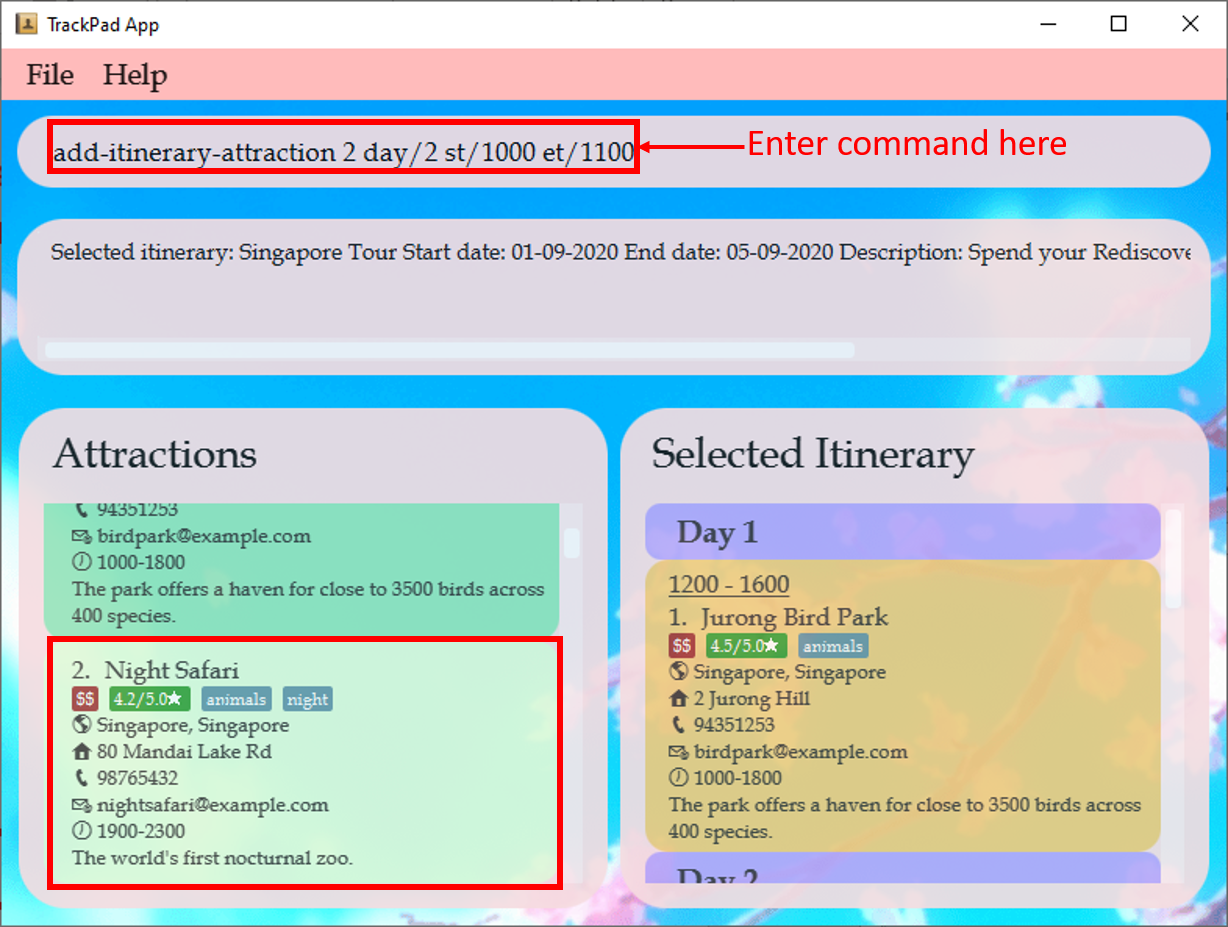 TrackPad App
File Help
add-itinerary-attraction 2 day/2 st/1000 et/1100
Enter command here
Selected itinerary: Singapore Tour Start date: 01-09-2020 End date: 05-09-2020 Description: Spend your Rediscove
Attractions
94351253
birdpark@example.com
1000-1800
The park offers a haven for close to 3500 birds across
400 species.
2. Night Safari
$$ 4.2/5.0★ animals night
Singapore, Singapore
80 Mandai Lake Rd
98765432
nightsafari@example.com
1900-2300
The world's first nocturnal zoo.
Selected Itinerary
Day 1
1200 - 1600
1. Jurong Bird Park
$$ 4.5/5.0★ animals
Singapore, Singapore
2 Jurong Hill
94351253
birdpark@example.com
1000-1800
The park offers a haven for close to 3500 birds across
400 species.
Day 2